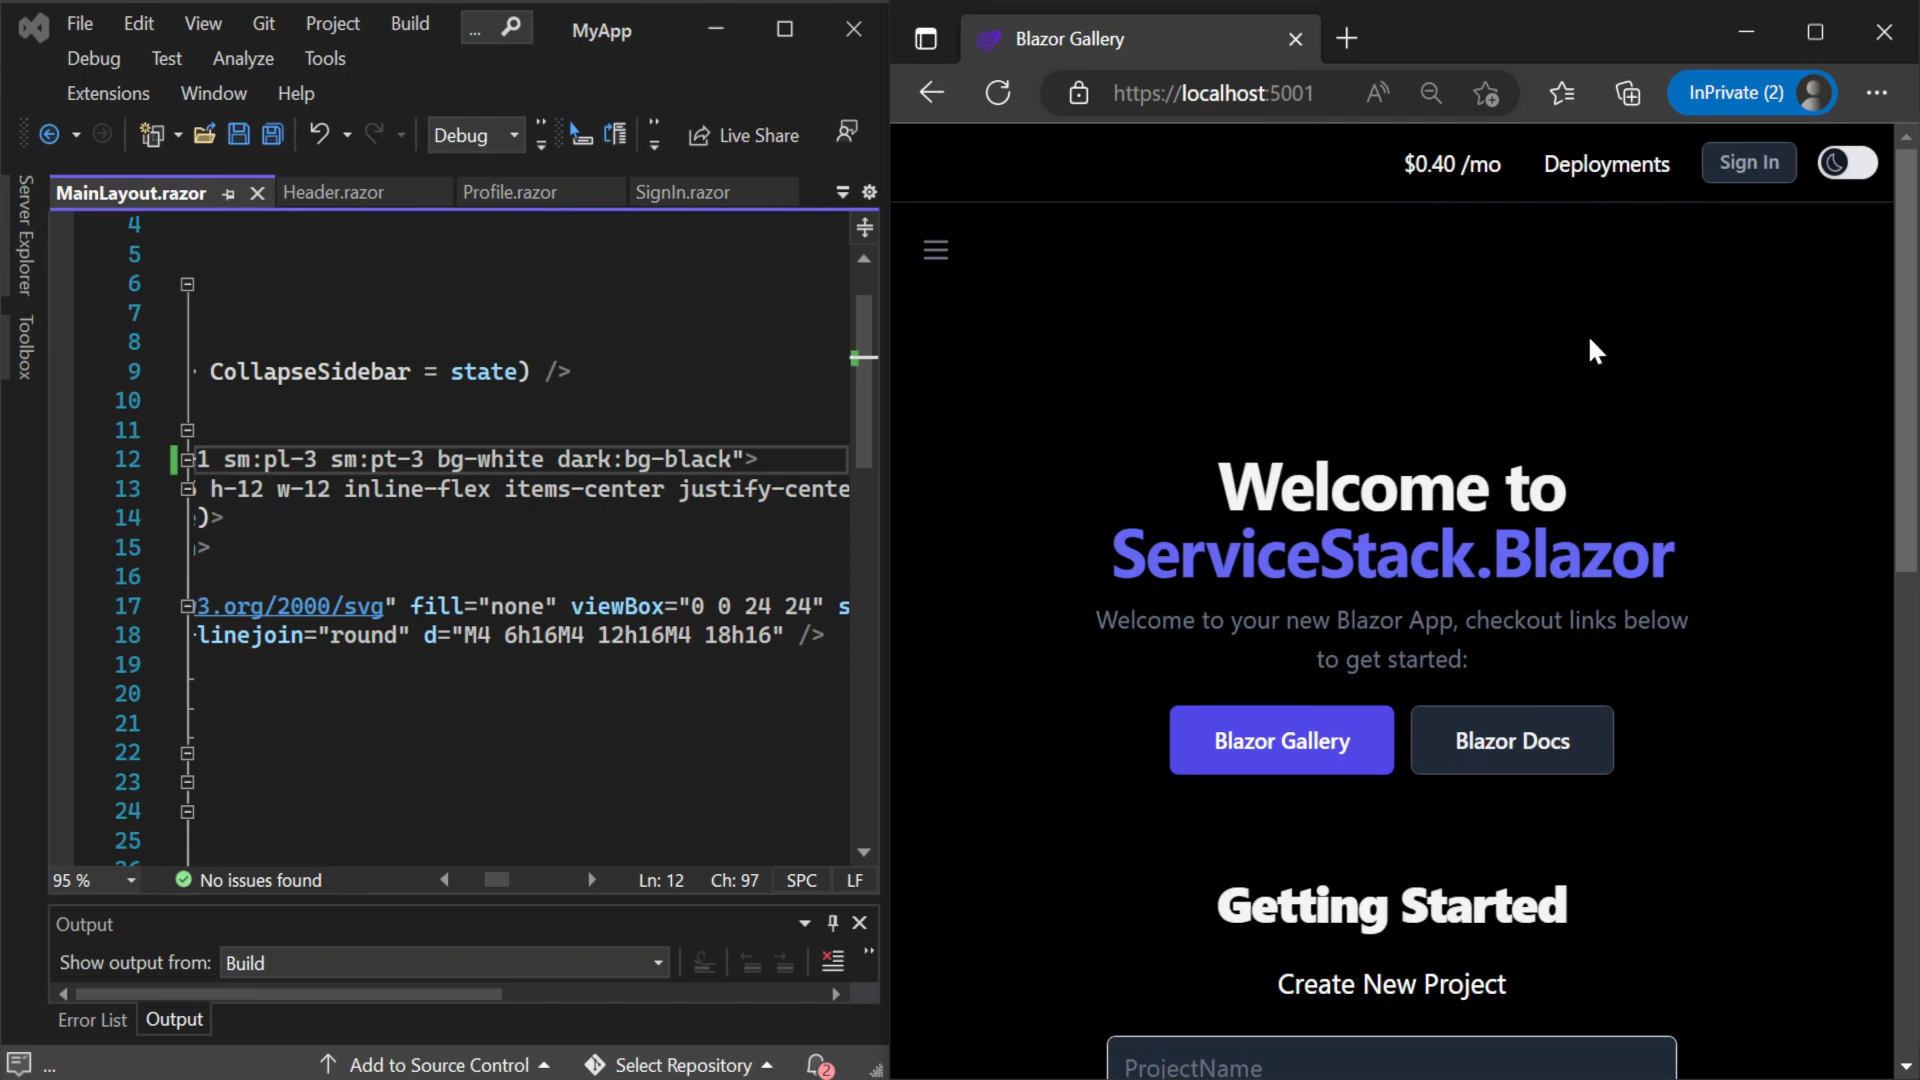 File Edit View Git Project Build ... MyApp
Debug Test Analyze Tools
Extensions Window Help
Debug Live Share
Server Explorer
Toolbox
MainLayout.razor Header.razor Profile.razor SignIn.razor
4
5
6
7
8
9 CollapseSidebar = state) />
10
11
12 1 sm:pl-3 sm:pt-3 bg-white dark:bg-black">
13 h-12 w-12 inline-flex items-center justify-cente
14 )>
15 >
16
17 3.org/2000/svg" fill="none" viewBox="0 0 24 24" s
18 -linejoin="round" d="M4 6h16M4 12h16M4 18h16" />
19
20
21
22
23
24
25
95 % No issues found Ln: 12 Ch: 97 SPC LF
Output
Show output from: Build
Error List Output
... Add to Source Control Select Repository 2
Blazor Gallery
https://localhost:5001 InPrivate (2)
$0.40 /mo Deployments Sign In
Welcome to
ServiceStack.Blazor
Welcome to your new Blazor App, checkout links below
to get started:
Blazor Gallery Blazor Docs
Getting Started
Create New Project
ProjectName